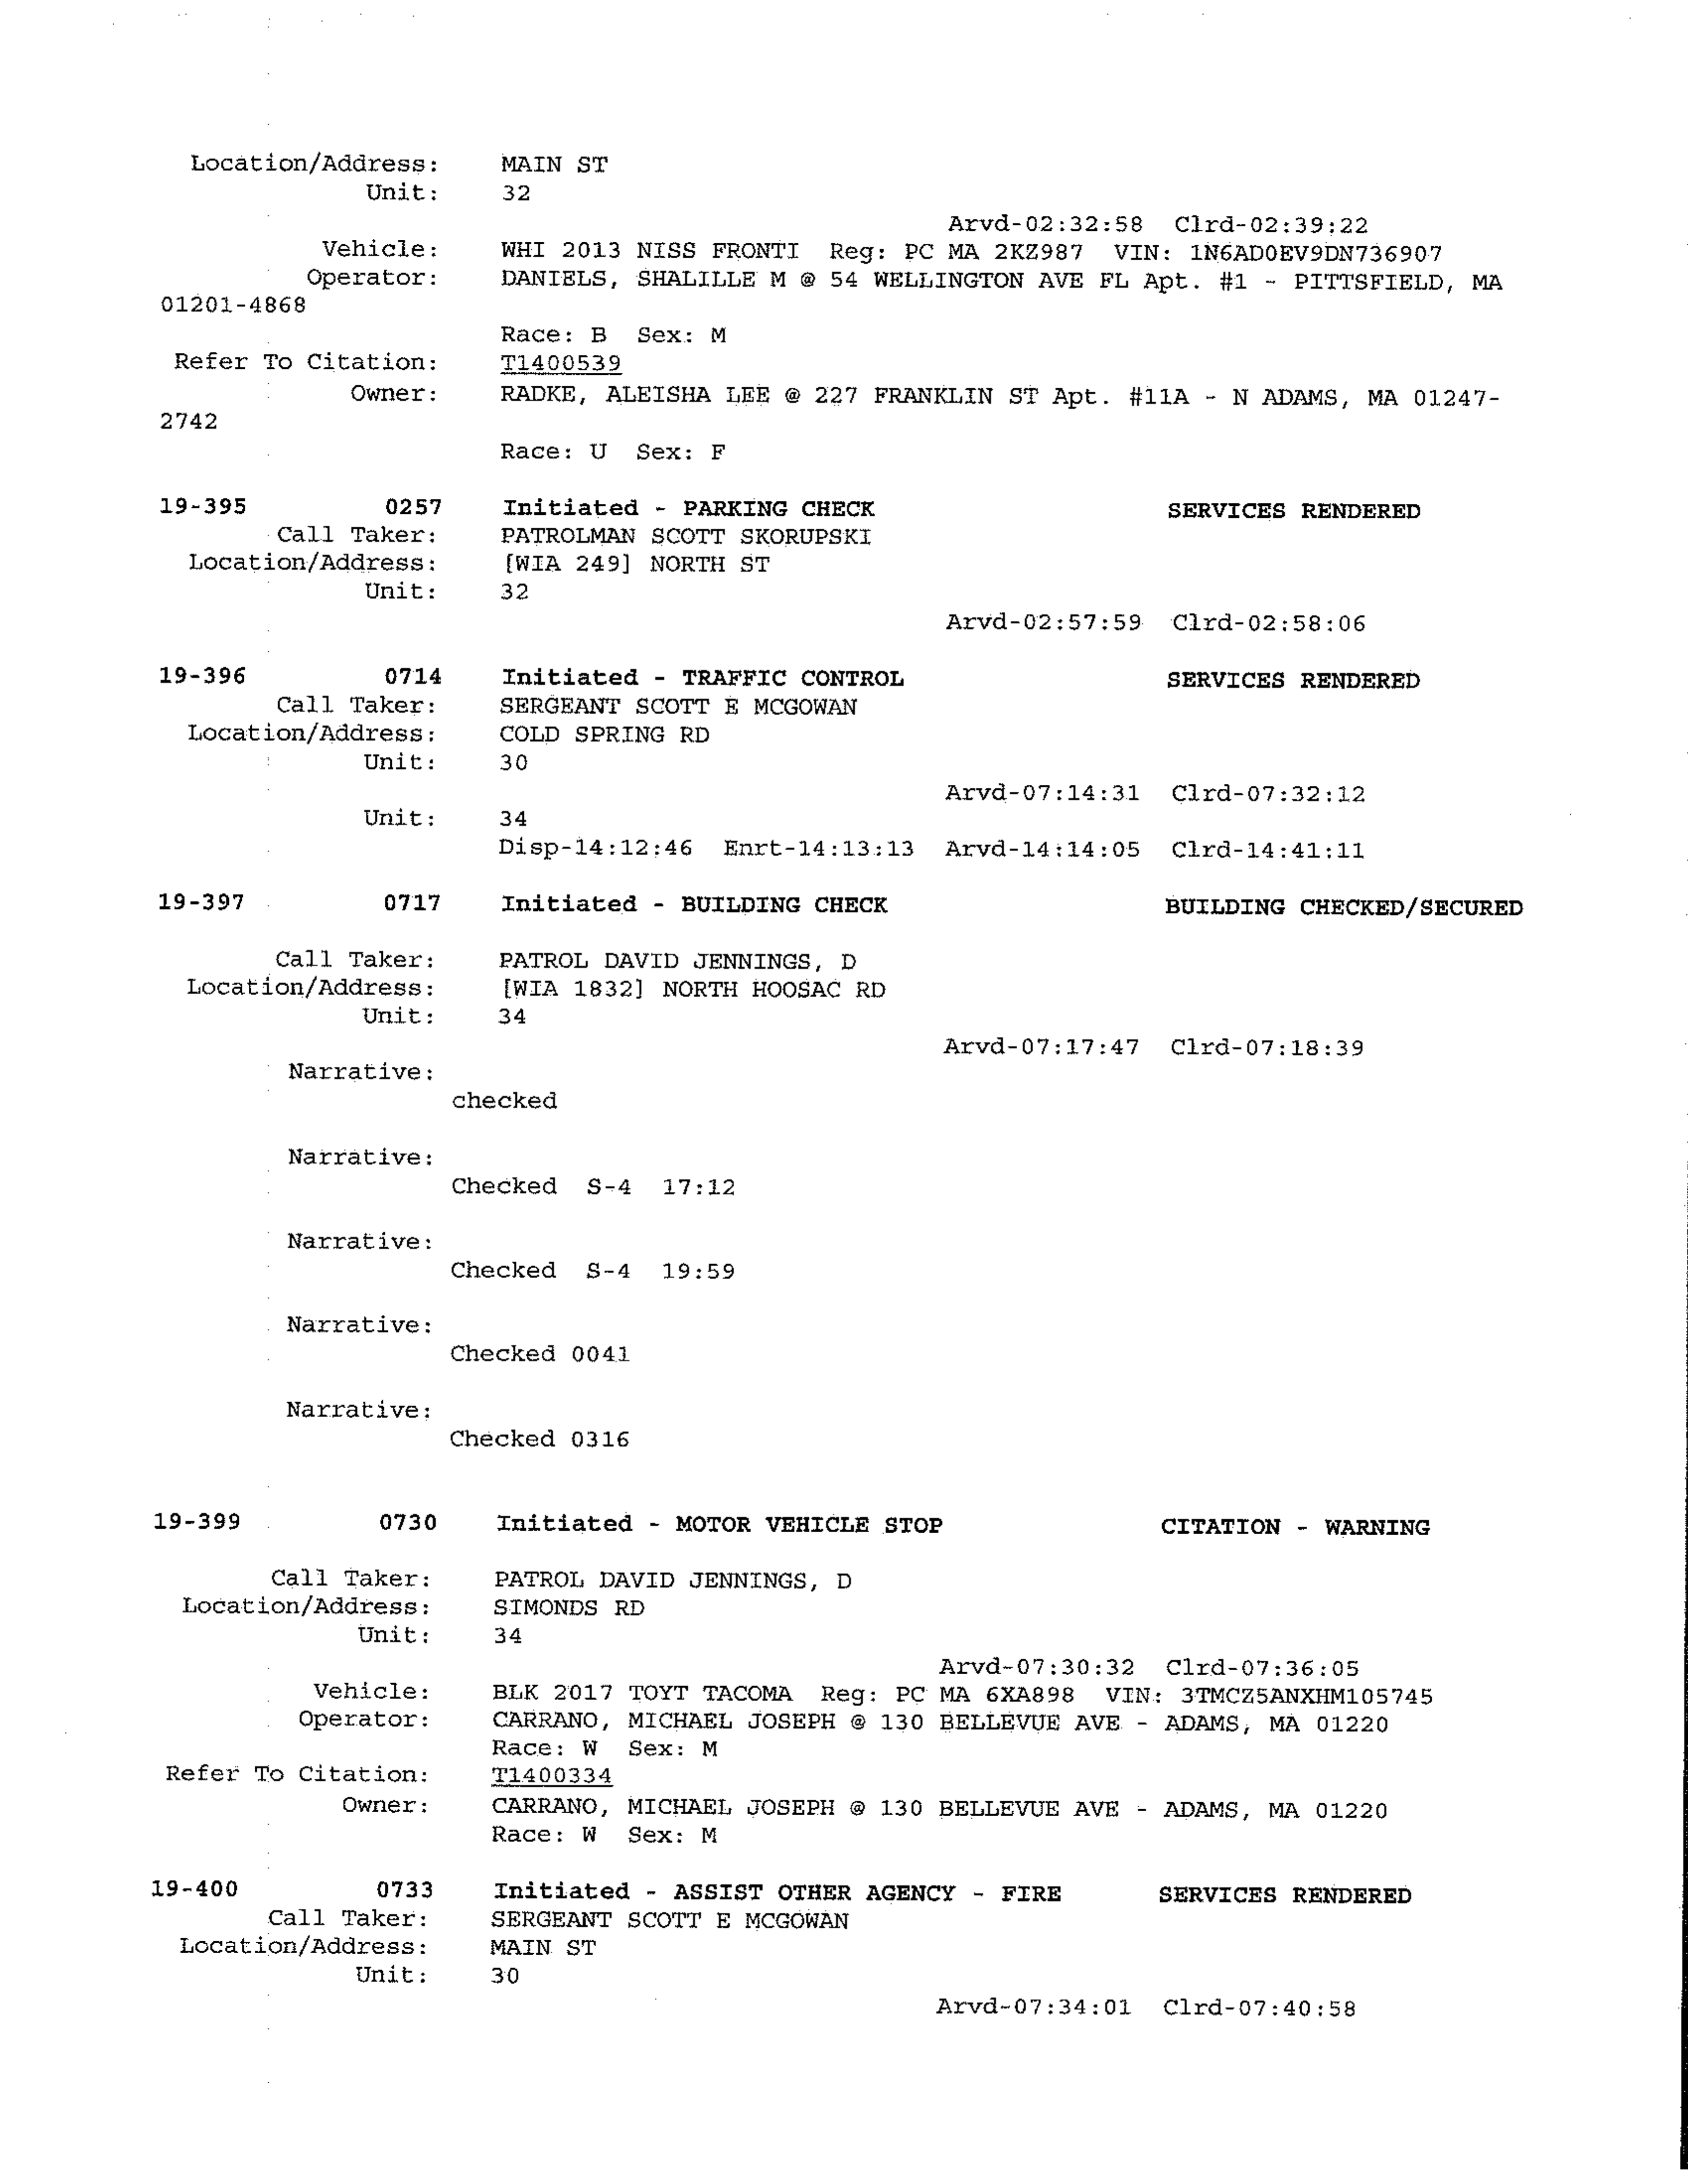 Location/Address: MAIN ST
Unit: 32
Arvd-02:32:58 Clrd-02:39:22
Vehicle: WHI 2013 NISS FRONTI Reg: PC MA 2KZ987 VIN: 1N6AD0EV9DN736907
Operator: DANIELS, SHALILLE M @ 54 WELLINGTON AVE FL Apt. #1 - PITTSFIELD, MA
01201-4868
Race: B Sex: M
Refer To Citation: T1400539
Owner: RADKE, ALEISHA LEE @ 227 FRANKLIN ST Apt. #11A - N ADAMS, MA 01247-
2742
Race: U Sex: F
19-395 0257 Initiated - PARKING CHECK SERVICES RENDERED
Call Taker: PATROLMAN SCOTT SKORUPSKI
Location/Address: [WIA 249] NORTH ST
Unit: 32
Arvd-02:57:59 Clrd-02:58:06
19-396 0714 Initiated - TRAFFIC CONTROL SERVICES RENDERED
Call Taker: SERGEANT SCOTT E MCGOWAN
Location/Address: COLD SPRING RD
Unit: 30
Arvd-07:14:31 Clrd-07:32:12
Unit: 34
Disp-14:12:46 Enrt-14:13:13 Arvd-14:14:05 Clrd-14:41:11
19-397 0717 Initiated - BUILDING CHECK BUILDING CHECKED/SECURED
Call Taker: PATROL DAVID JENNINGS, D
Location/Address: [WIA 1832] NORTH HOOSAC RD
Unit: 34
Arvd-07:17:47 Clrd-07:18:39
Narrative:
checked
Narrative:
Checked S-4 17:12
Narrative:
Checked S-4 19:59
Narrative:
Checked 0041
Narrative:
Checked 0316
19-399 0730 Initiated - MOTOR VEHICLE STOP CITATION - WARNING
Call Taker: PATROL DAVID JENNINGS, D
Location/Address: SIMONDS RD
Unit: 34
Arvd-07:30:32 Clrd-07:36:05
Vehicle: BLK 2017 TOYT TACOMA Reg: PC MA 6XA898 VIN: 3TMCZ5ANXHM105745
Operator: CARRANO, MICHAEL JOSEPH @ 130 BELLEVUE AVE - ADAMS, MA 01220
Race: W Sex: M
Refer To Citation: T1400334
Owner: CARRANO, MICHAEL JOSEPH @ 130 BELLEVUE AVE - ADAMS, MA 01220
Race: W Sex: M
19-400 0733 Initiated - ASSIST OTHER AGENCY - FIRE SERVICES RENDERED
Call Taker: SERGEANT SCOTT E MCGOWAN
Location/Address: MAIN ST
Unit: 30
Arvd-07:34:01 Clrd-07:40:58